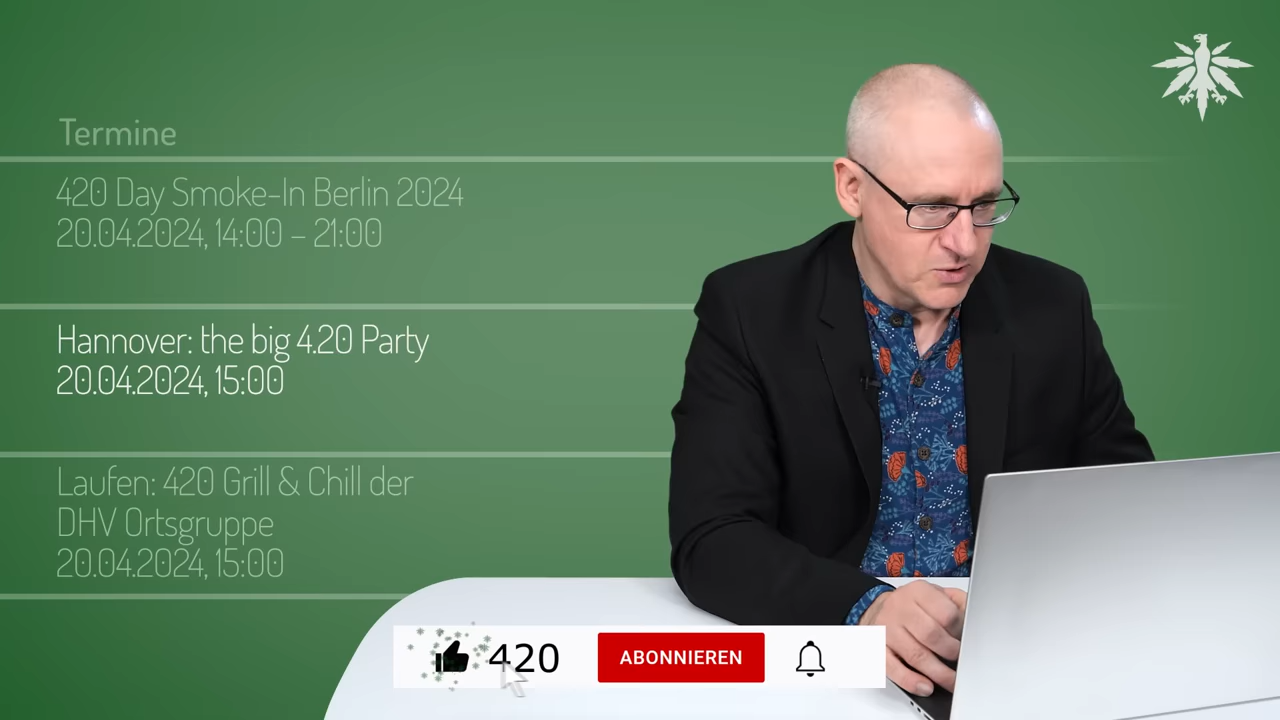 Termine
420 Day Smoke-In Berlin 2024
20.04.2024, 14:00 – 21:00
Hannover: the big 4.20 Party
20.04.2024, 15:00
Laufen: 420 Grill & Chill der
DHV Ortsgruppe
20.04.2024, 15:00
420
ABONNIEREN